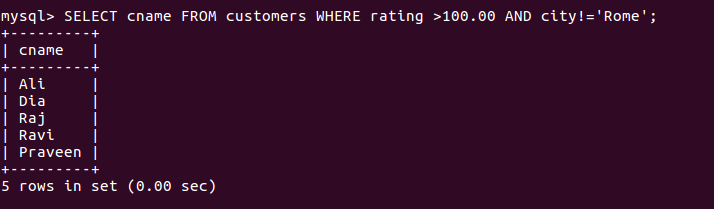 mysql> SELECT cname FROM customers WHERE rating >100.00 AND city!='Rome';
+---------+
| cname   |
+---------+
| Ali     |
| Dia     |
| Raj     |
| Ravi    |
| Praveen |
+---------+
5 rows in set (0.00 sec)